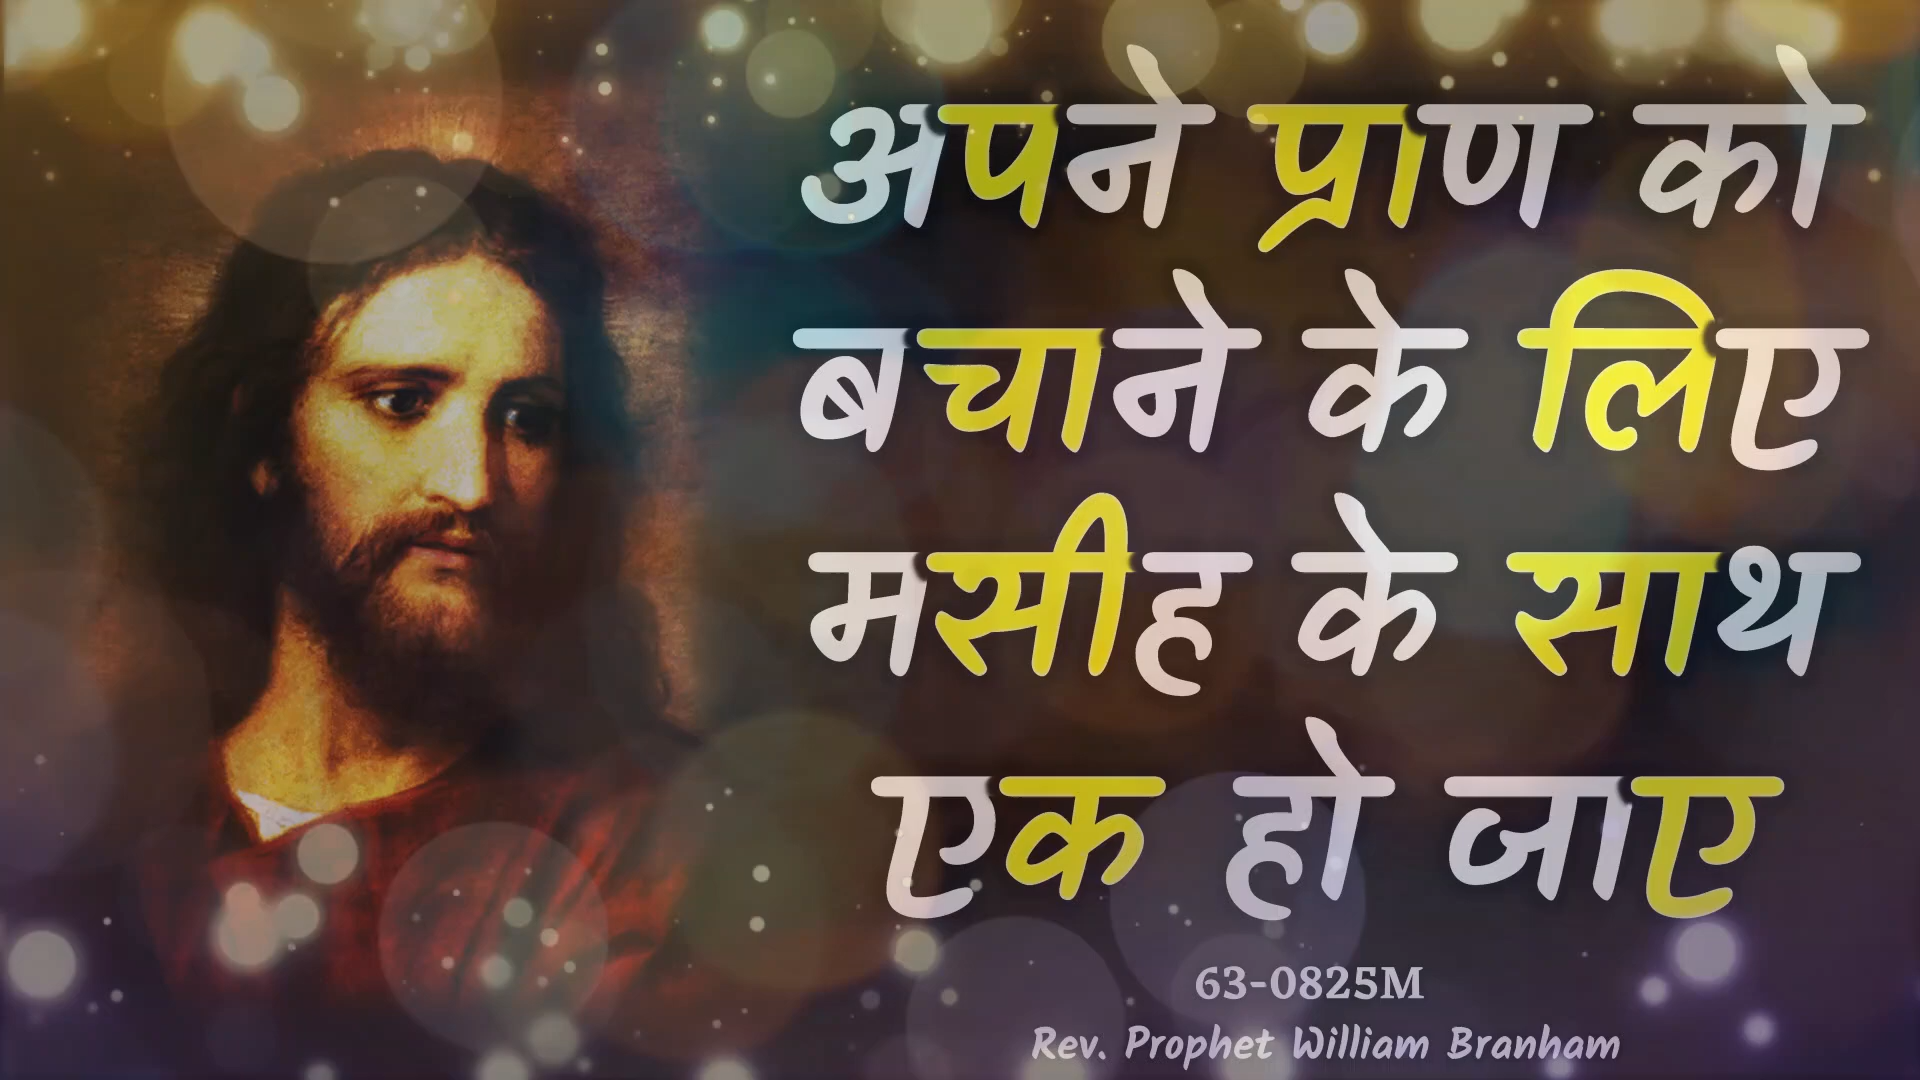 अपने प्राण को
बचाने के लिए
मसीह के साथ
एक हो जाए
63-0825M
Rev. Prophet William Branham